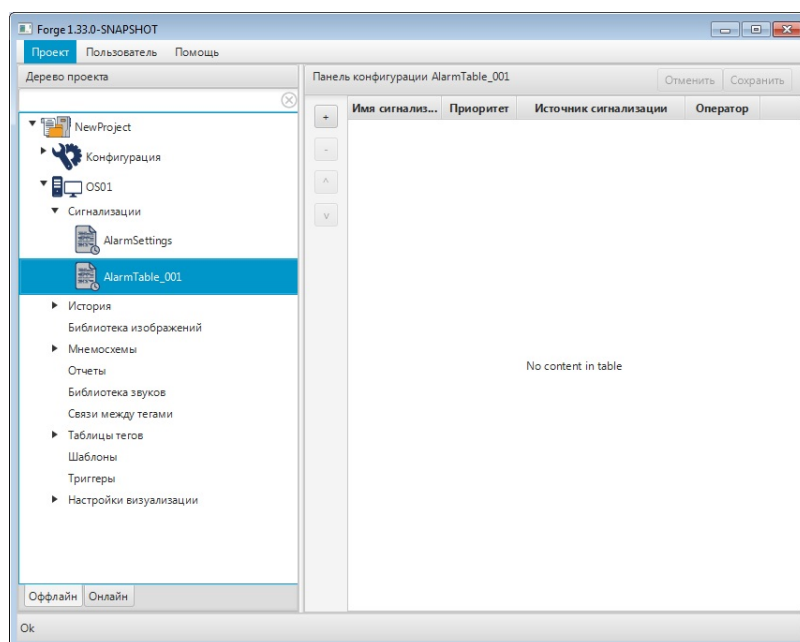 Forge 1.33.0-SNAPSHOT
Проект Пользователь Помощь
Дерево проекта
Панель конфигурации AlarmTable_001
Отменить Сохранить
+
-
^
v
Имя сигнализ... Приоритет Источник сигнализации Оператор
NewProject
Конфигурация
OS01
Сигнализации
AlarmSettings
AlarmTable_001
История
Библиотека изображений
Мнемосхемы
Отчеты
Библиотека звуков
Связи между тегами
Таблицы тегов
Шаблоны
Триггеры
Настройки визуализации
No content in table
Оффлайн Онлайн
Ok